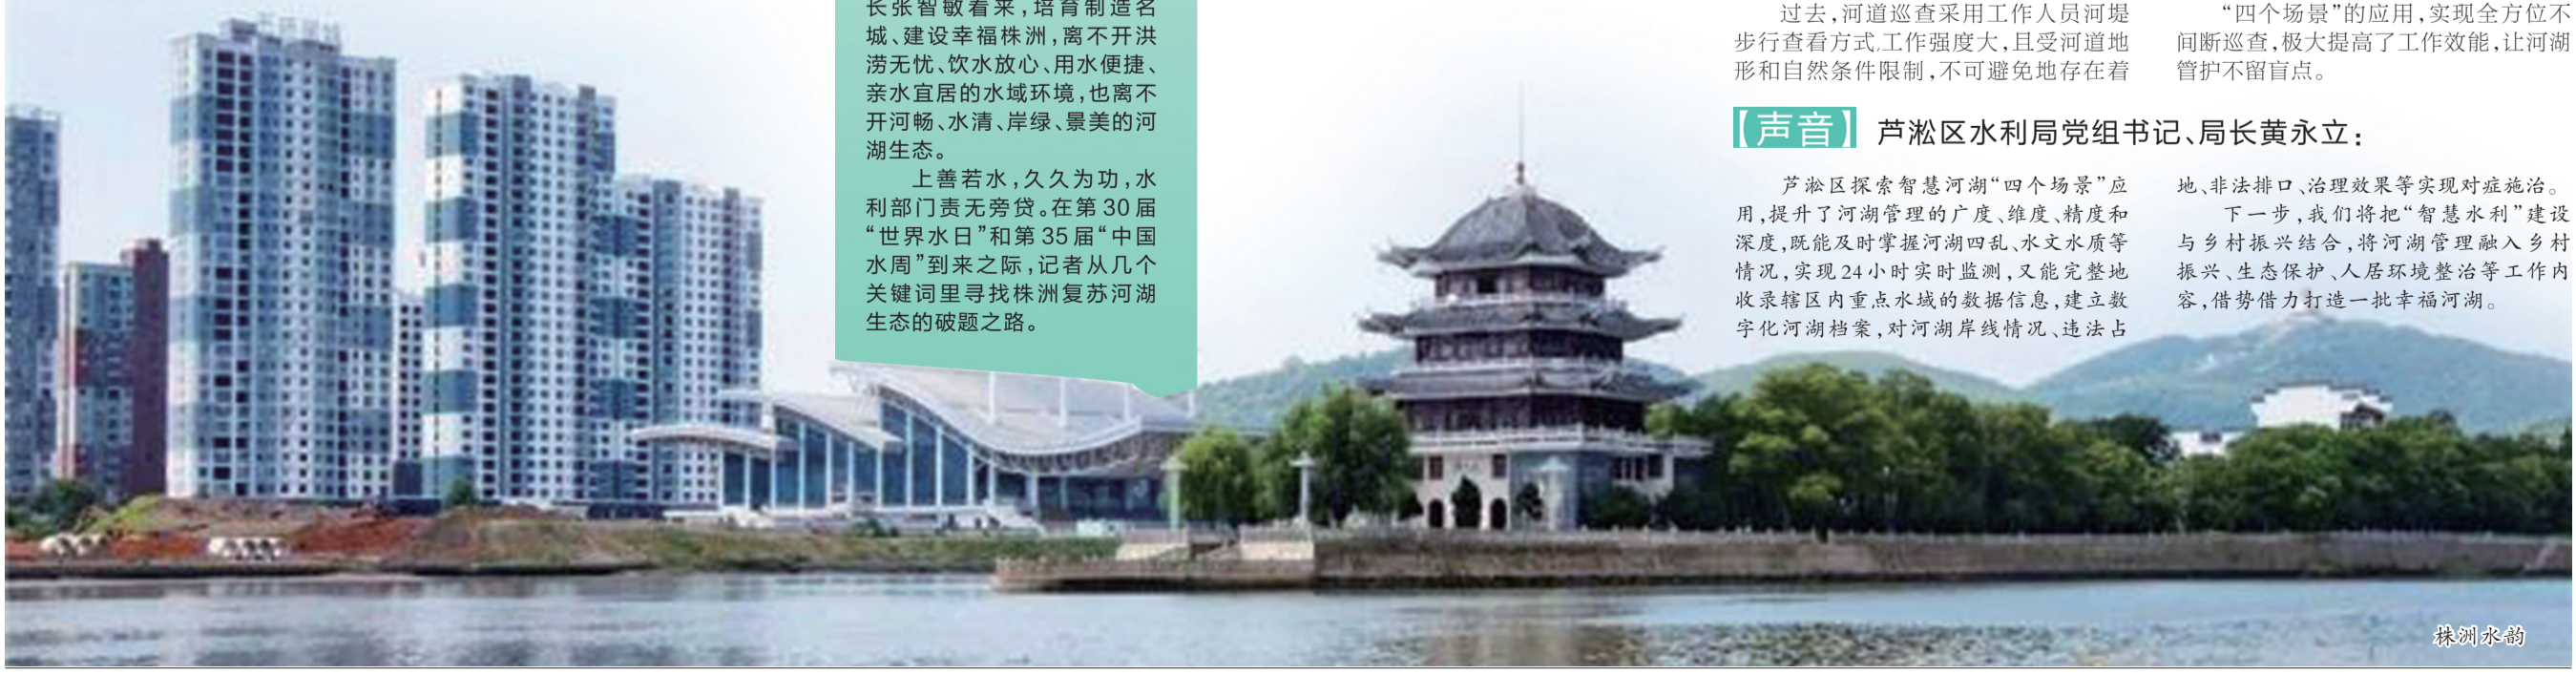 长张智敏看来，培育制造名
城、建设幸福株洲，离不开洪
涝无忧、饮水放心、用水便捷、
亲水宜居的水域环境，也离不
开河畅、水清、岸绿、景美的河
湖生态。
上善若水，久久为功，水
利部门责无旁贷。在第30届
“世界水日”和第35届“中国
水周”到来之际，记者从几个
关键词里寻找株洲复苏河湖
生态的破题之路。
过去，河道巡查采用工作人员河堤
步行查看方式，工作强度大，且受河道地
形和自然条件限制，不可避免地存在着
“四个场景”的应用，实现全方位不
间断巡查，极大提高了工作效能，让河湖
管护不留盲点。
【声音】 芦淞区水利局党组书记、局长黄永立：
芦淞区探索智慧河湖“四个场景”应
用，提升了河湖管理的广度、维度、精度和
深度，既能及时掌握河湖四乱、水文水质等
情况，实现24小时实时监测，又能完整地
收录辖区内重点水域的数据信息，建立数
字化河湖档案，对河湖岸线情况、违法占
地、非法排口、治理效果等实现对症施治。
下一步，我们将把“智慧水利”建设
与乡村振兴结合，将河湖管理融入乡村
振兴、生态保护、人居环境整治等工作内
容，借势借力打造一批幸福河湖。
株洲水韵